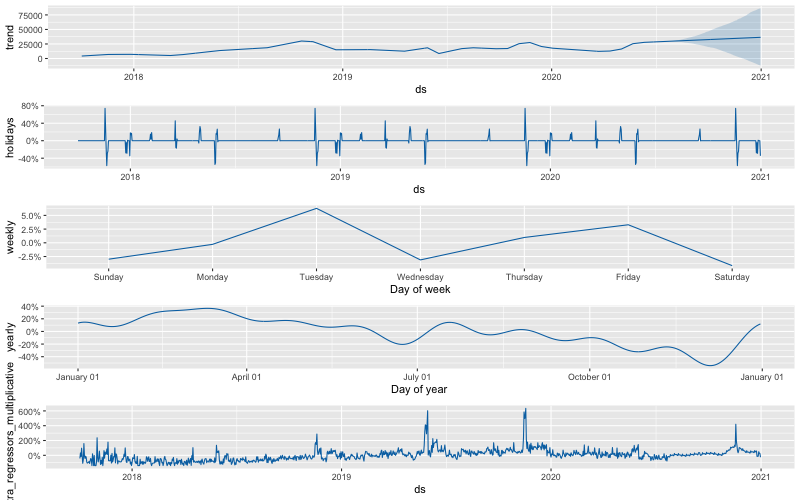 75000
50000
25000
0
trend
2018
2019
2020
2021
ds
80%
40%
0%
-40%
holidays
2018
2019
2020
2021
ds
5.0%
2.5%
0.0%
-2.5%
weekly
Sunday
Monday
Tuesday
Wednesday
Thursday
Friday
Saturday
Day of week
40%
20%
0%
-20%
-40%
yearly
January 01
April 01
July 01
October 01
January 01
Day of year
600%
400%
200%
0%
ra_regressors_multiplicative
2018
2019
2020
2021
ds